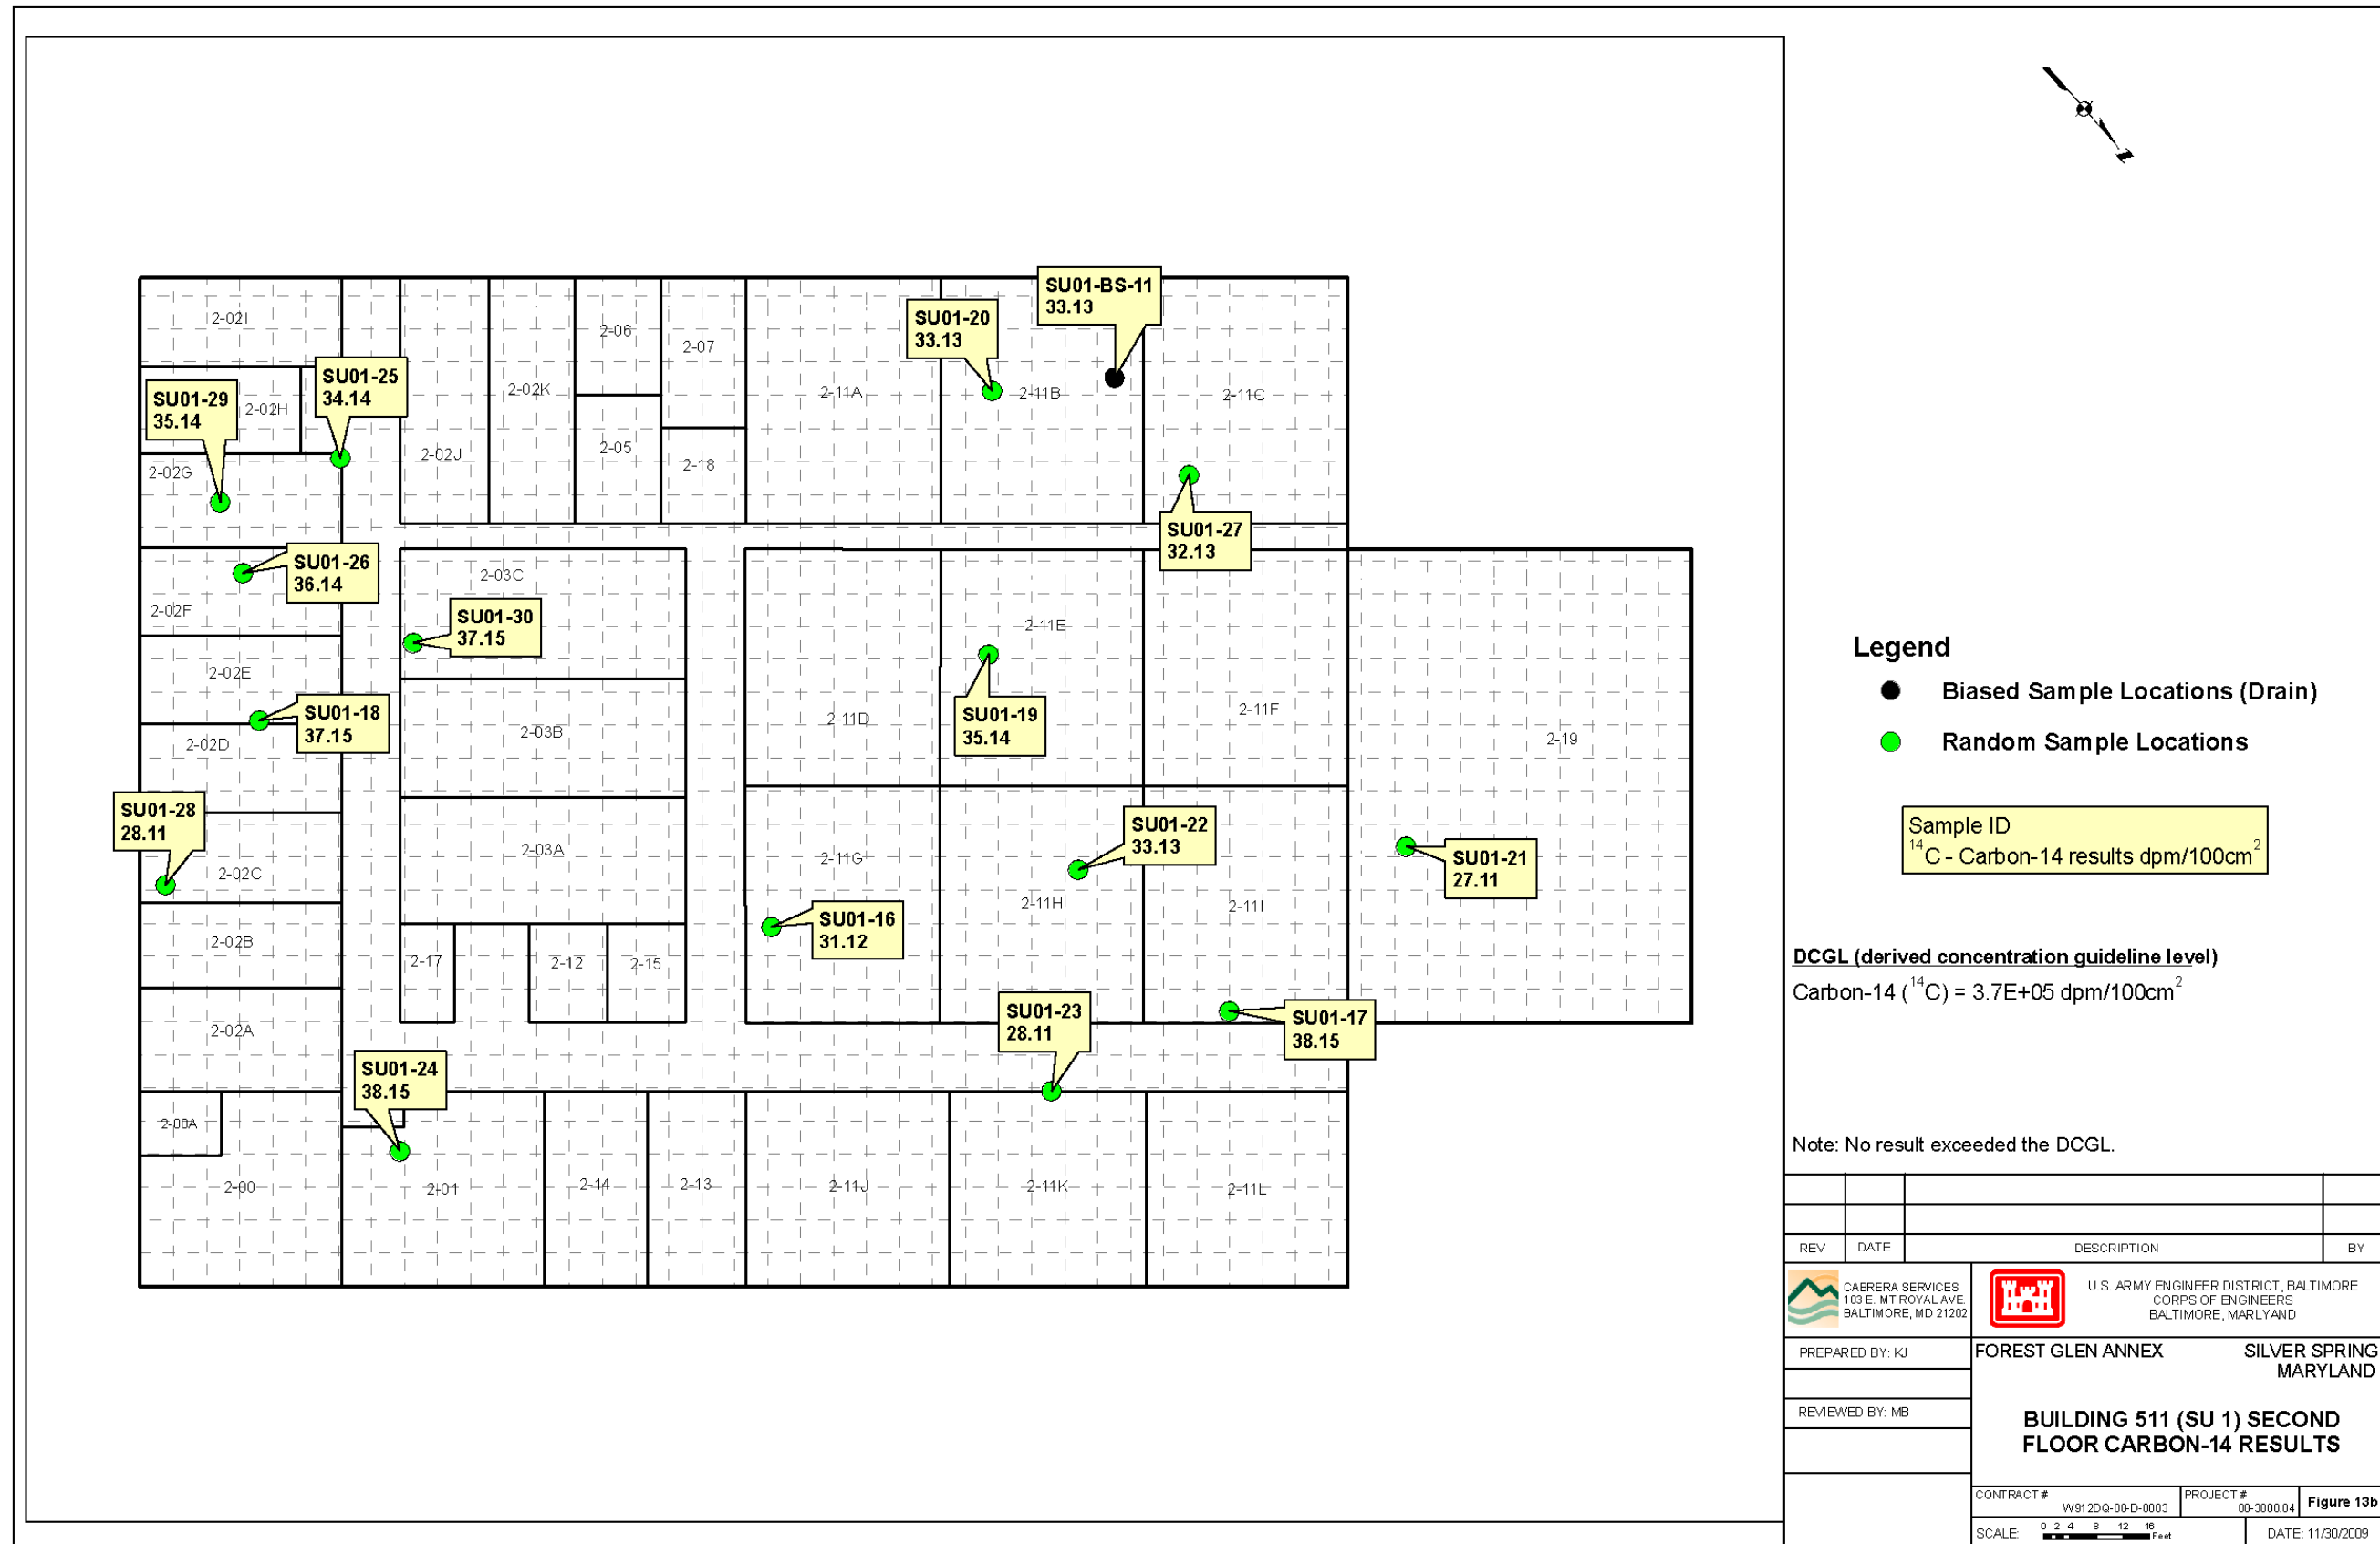 2-02I
2-06
2-07
SU01-20
33.13
SU01-BS-11
33.13
SU01-29
35.14
2-02H
SU01-25
34.14
2-02K
2-11A
2-11B
2-11C
2-02G
2-02J
2-05
2-18
SU01-27
32.13
SU01-26
36.14
2-03C
2-02F
SU01-30
37.15
2-11E
2-02E
SU01-18
37.15
2-02D
2-03B
2-11D
SU01-19
35.14
2-11F
2-19
SU01-28
28.11
2-02C
2-03A
2-11G
SU01-22
33.13
SU01-21
27.11
SU01-16
31.12
2-11H
2-11I
2-02B
2-17
2-12
2-15
2-02A
SU01-23
28.11
SU01-17
38.15
SU01-24
38.15
2-00A
2-00
2-01
2-14
2-13
2-11J
2-11K
2-11L
N
Legend
Biased Sample Locations (Drain)
Random Sample Locations
Sample ID
¹⁴C - Carbon-14 results dpm/100cm²
DCGL (derived concentration guideline level)
Carbon-14 (¹⁴C) = 3.7E+05 dpm/100cm²
Note: No result exceeded the DCGL.
REV DATE DESCRIPTION BY
CABRERA SERVICES
103 E. MT ROYAL AVE.
BALTIMORE, MD 21202
U.S. ARMY ENGINEER DISTRICT, BALTIMORE
CORPS OF ENGINEERS
BALTIMORE, MARLYAND
PREPARED BY: KJ
FOREST GLEN ANNEX
SILVER SPRING
MARYLAND
REVIEWED BY: MB
BUILDING 511 (SU 1) SECOND
FLOOR CARBON-14 RESULTS
CONTRACT #
W912DQ-08-D-0003
PROJECT #
08-3800.04
Figure 13b
SCALE: 0 2 4 8 12 16
Feet
DATE: 11/30/2009